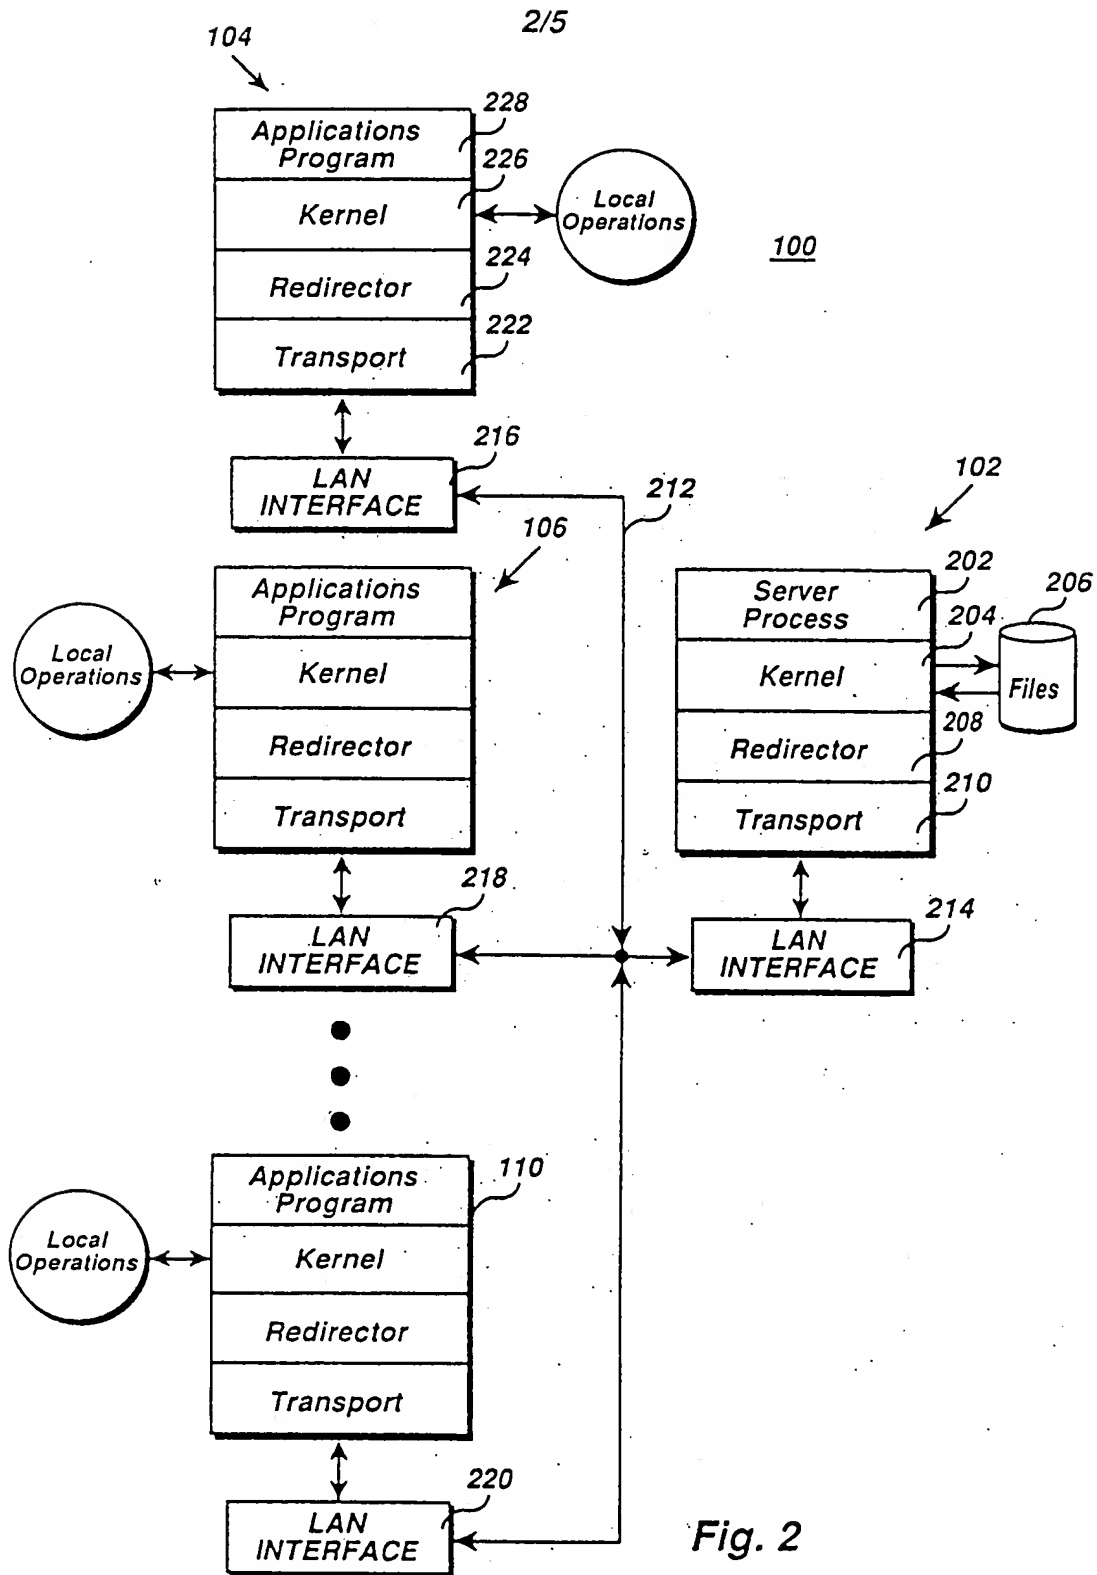 2/5
104
228
Applications
Program
226
Kernel
Local
Operations
100
224
Redirector
222
Transport
216
LAN
INTERFACE
212
102
106
Applications
Program
Server
Process
202
206
204
Local
Operations
Kernel
Kernel
Files
208
Redirector
Redirector
210
Transport
Transport
218
214
LAN
INTERFACE
LAN
INTERFACE
Applications
Program
110
Local
Operations
Kernel
Redirector
Transport
220
LAN
INTERFACE
Fig. 2